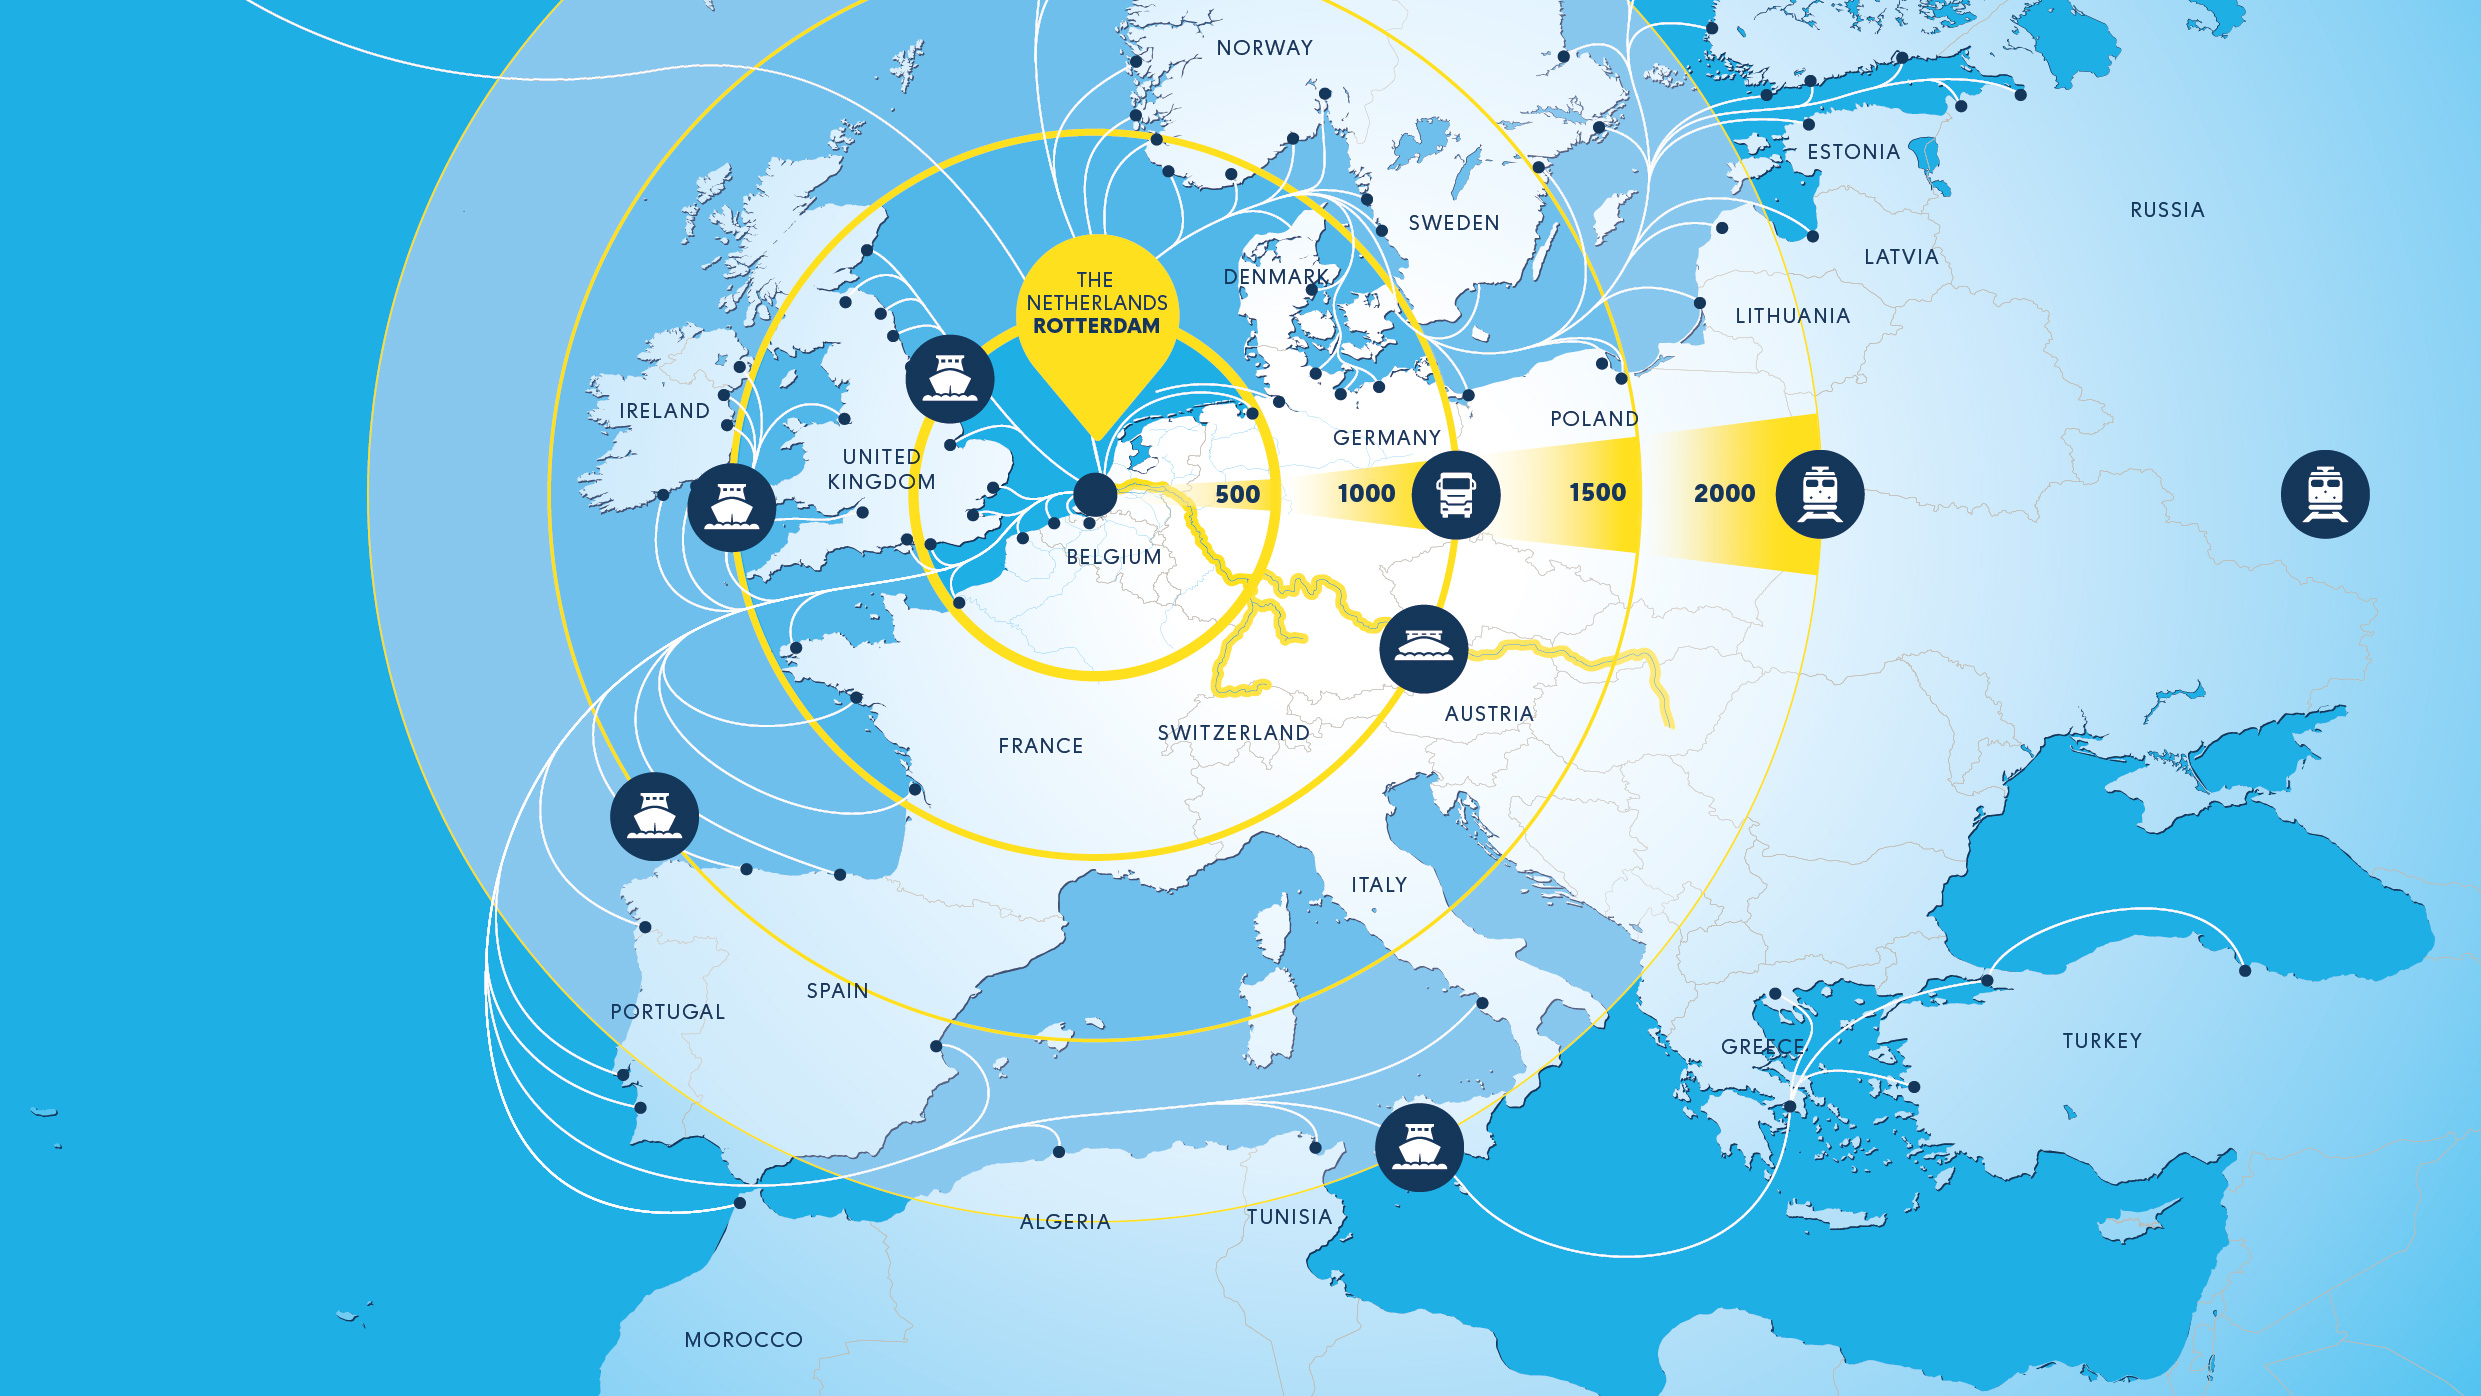 NORWAY
ESTONIA
RUSSIA
SWEDEN
LATVIA
DENMARK
THE
NETHERLANDS
ROTTERDAM
LITHUANIA
IRELAND
POLAND
GERMANY
UNITED
KINGDOM
500
1000
1500
2000
BELGIUM
AUSTRIA
SWITZERLAND
FRANCE
ITALY
SPAIN
PORTUGAL
GREECE
TURKEY
ALGERIA
TUNISIA
MOROCCO